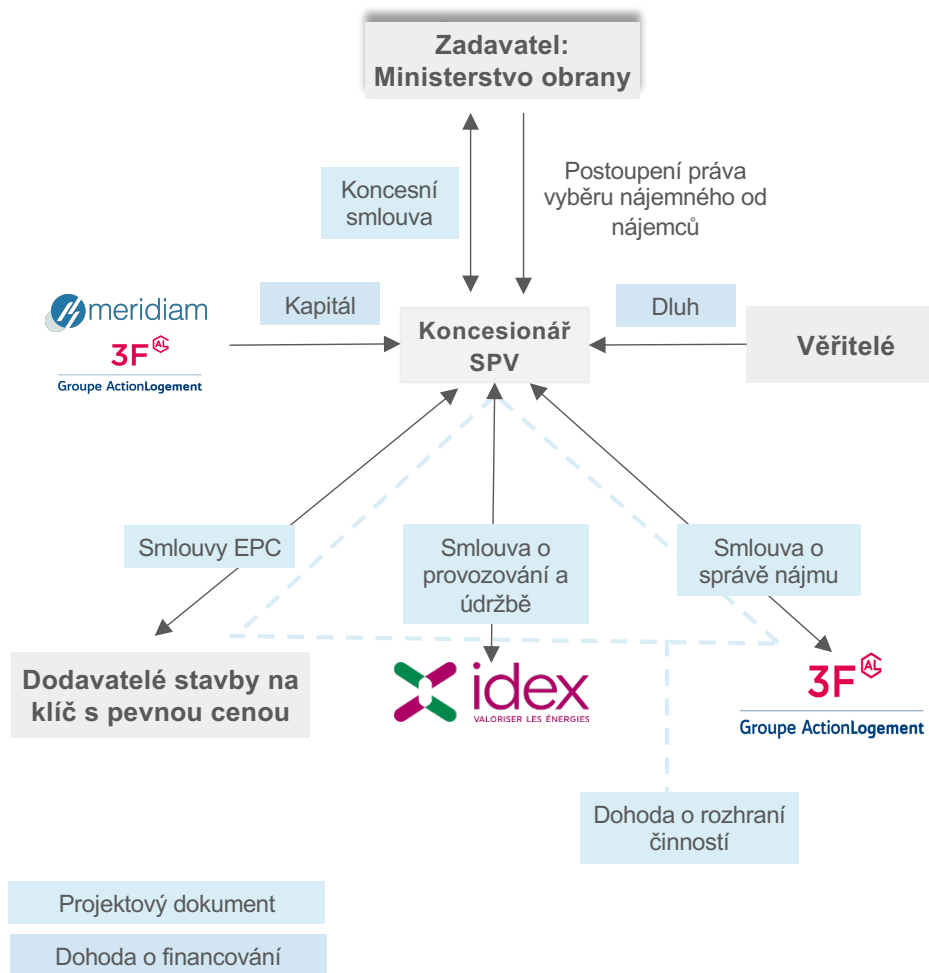 Zadavatel:
Ministerstvo obrany
Koncesní
smlouva
Postoupení práva
vyběru nájemného od
nájemců
meridiam
3F AL
Groupe ActionLogement
Kapitál
Koncesionář
SPV
Dluh
Věřitelé
Smlouvy EPC
Smlouva o
provozování a
údržbě
Smlouva o
správě nájmu
Dodavatelé stavby na
klíč s pevnou cenou
idex
VALORISER LES ÉNERGIES
3F AL
Groupe ActionLogement
Dohoda o rozhraní
činností
Projektový dokument
Dohoda o financování